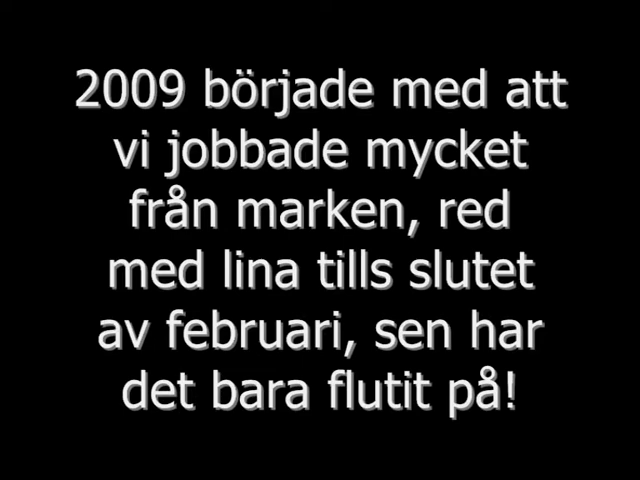 2009 började med att
vi jobbade mycket
från marken, red
med lina tills slutet
av februari, sen har
det bara flutit på!